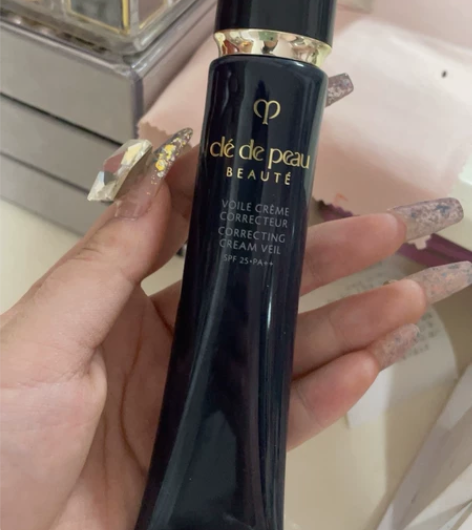 clé de peau
BEAUTÉ
VOILE CRÈME
CORRECTEUR
CORRECTING
CREAM VEIL
SPF 25•PA++